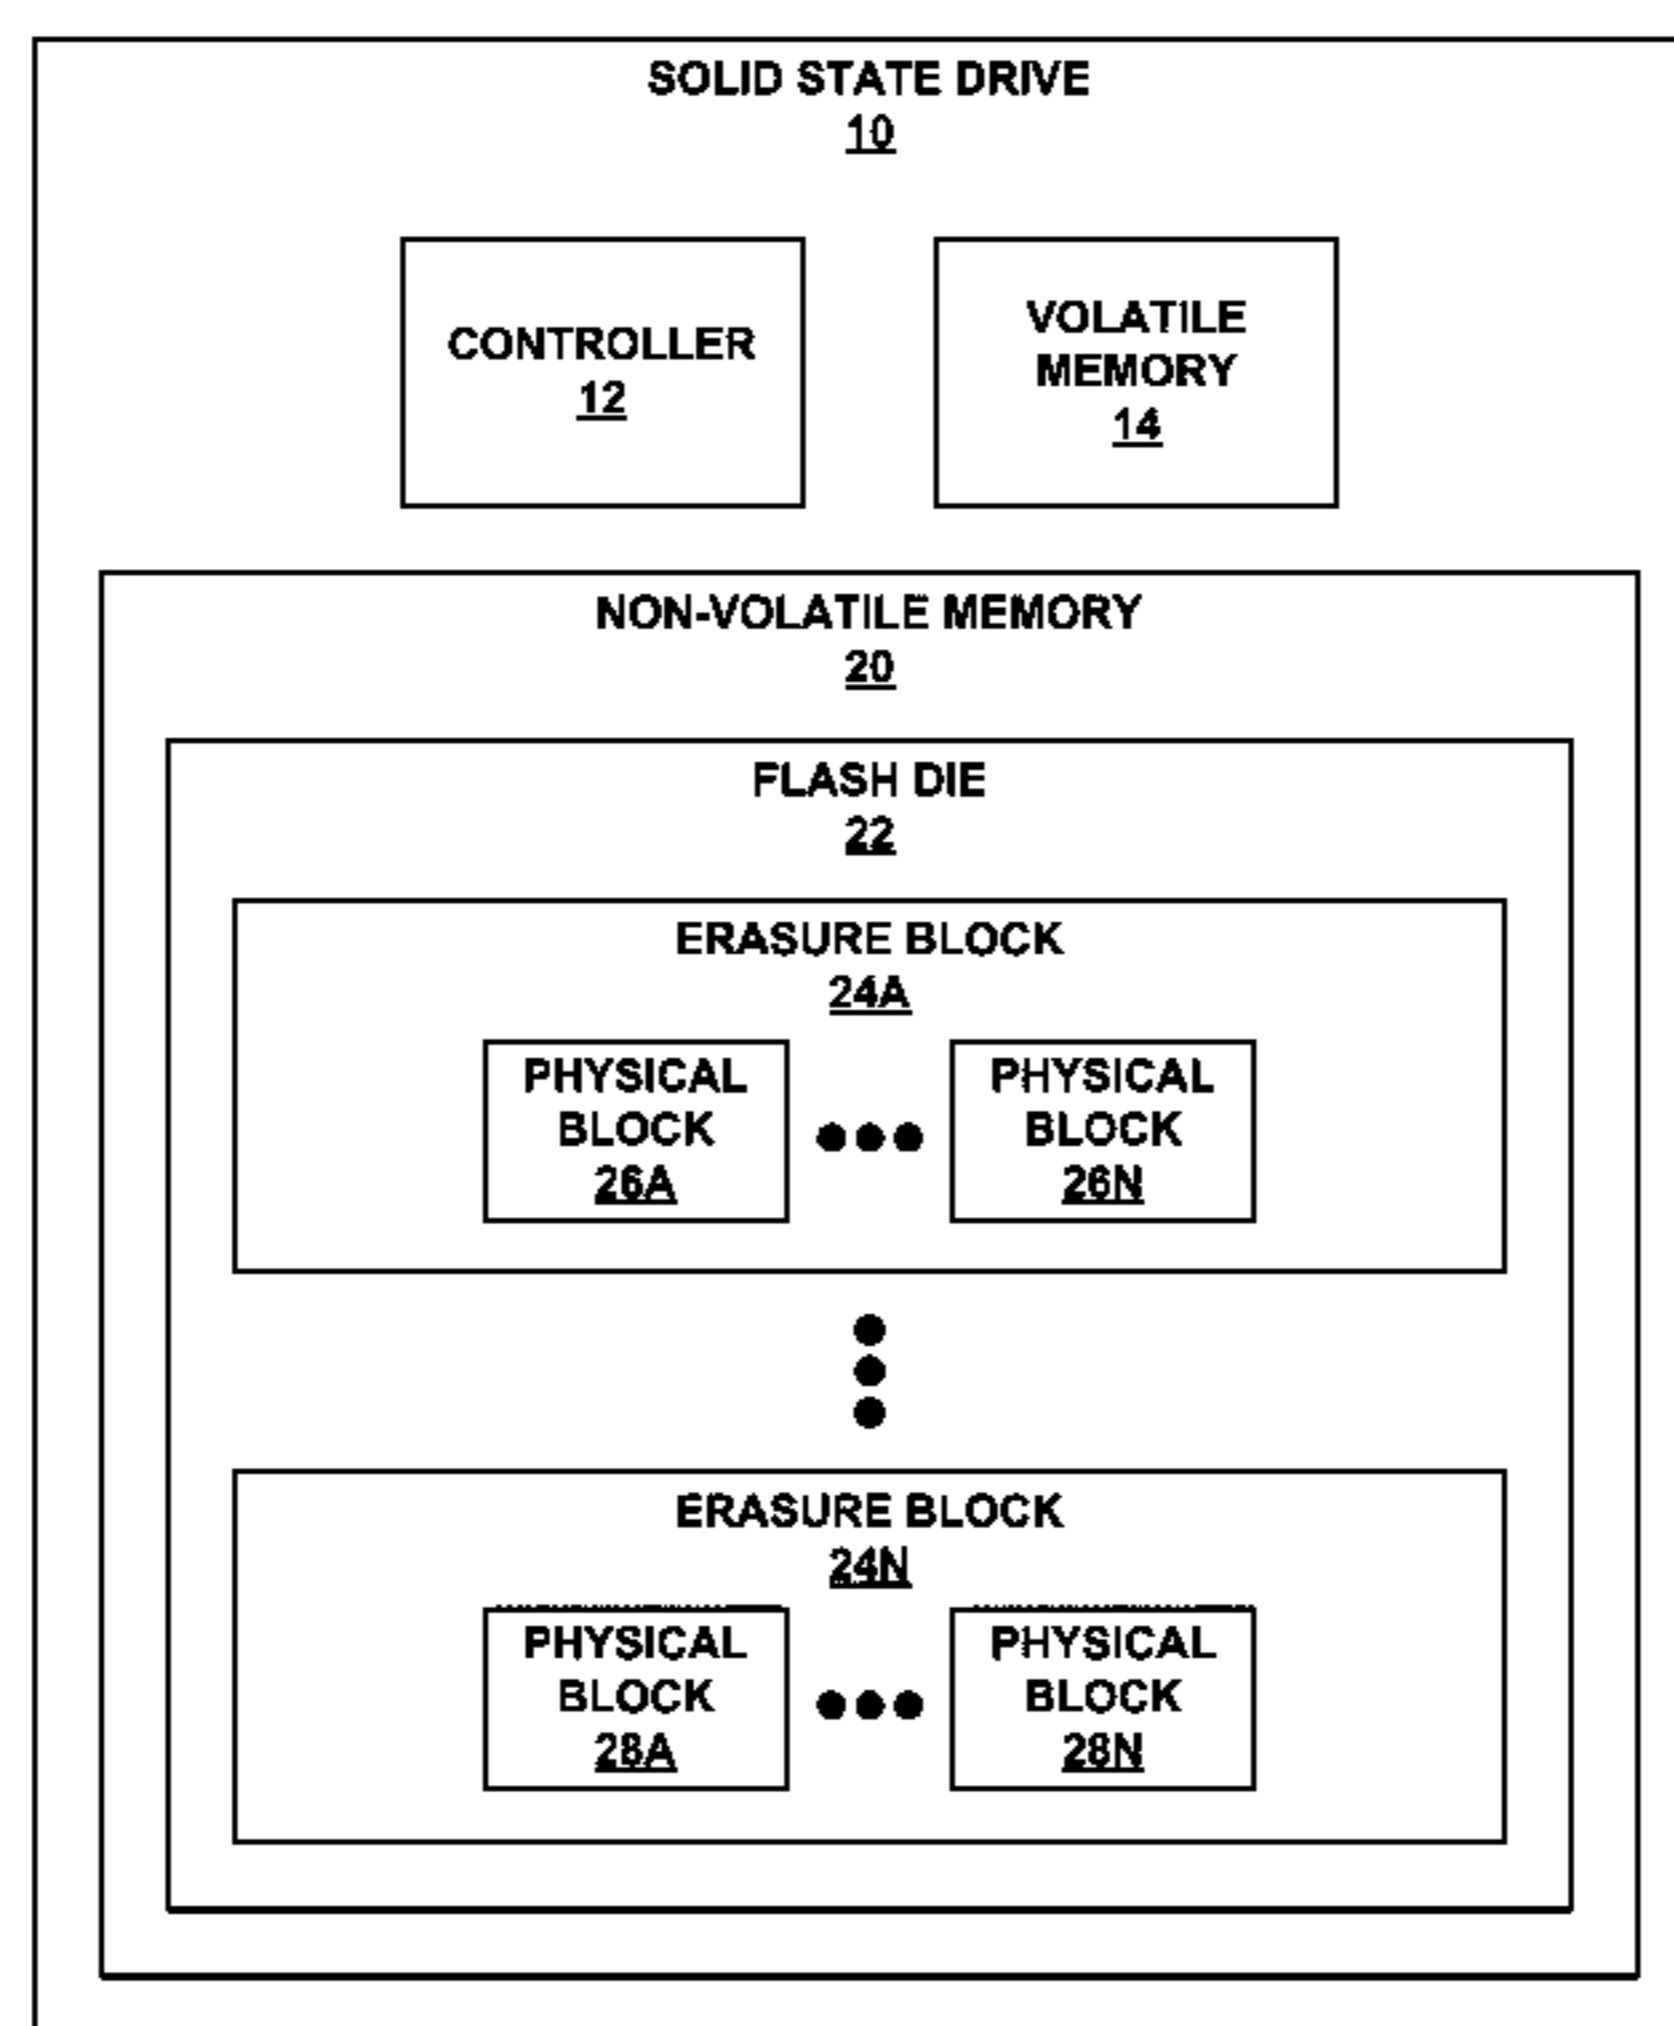 SOLID STATE DRIVE
10
CONTROLLER
12
VOLATILE
MEMORY
14
NON-VOLATILE MEMORY
20
FLASH DIE
22
ERASURE BLOCK
24A
PHYSICAL
BLOCK
26A
PHYSICAL
BLOCK
26N
ERASURE BLOCK
24N
PHYSICAL
BLOCK
28A
PHYSICAL
BLOCK
28N